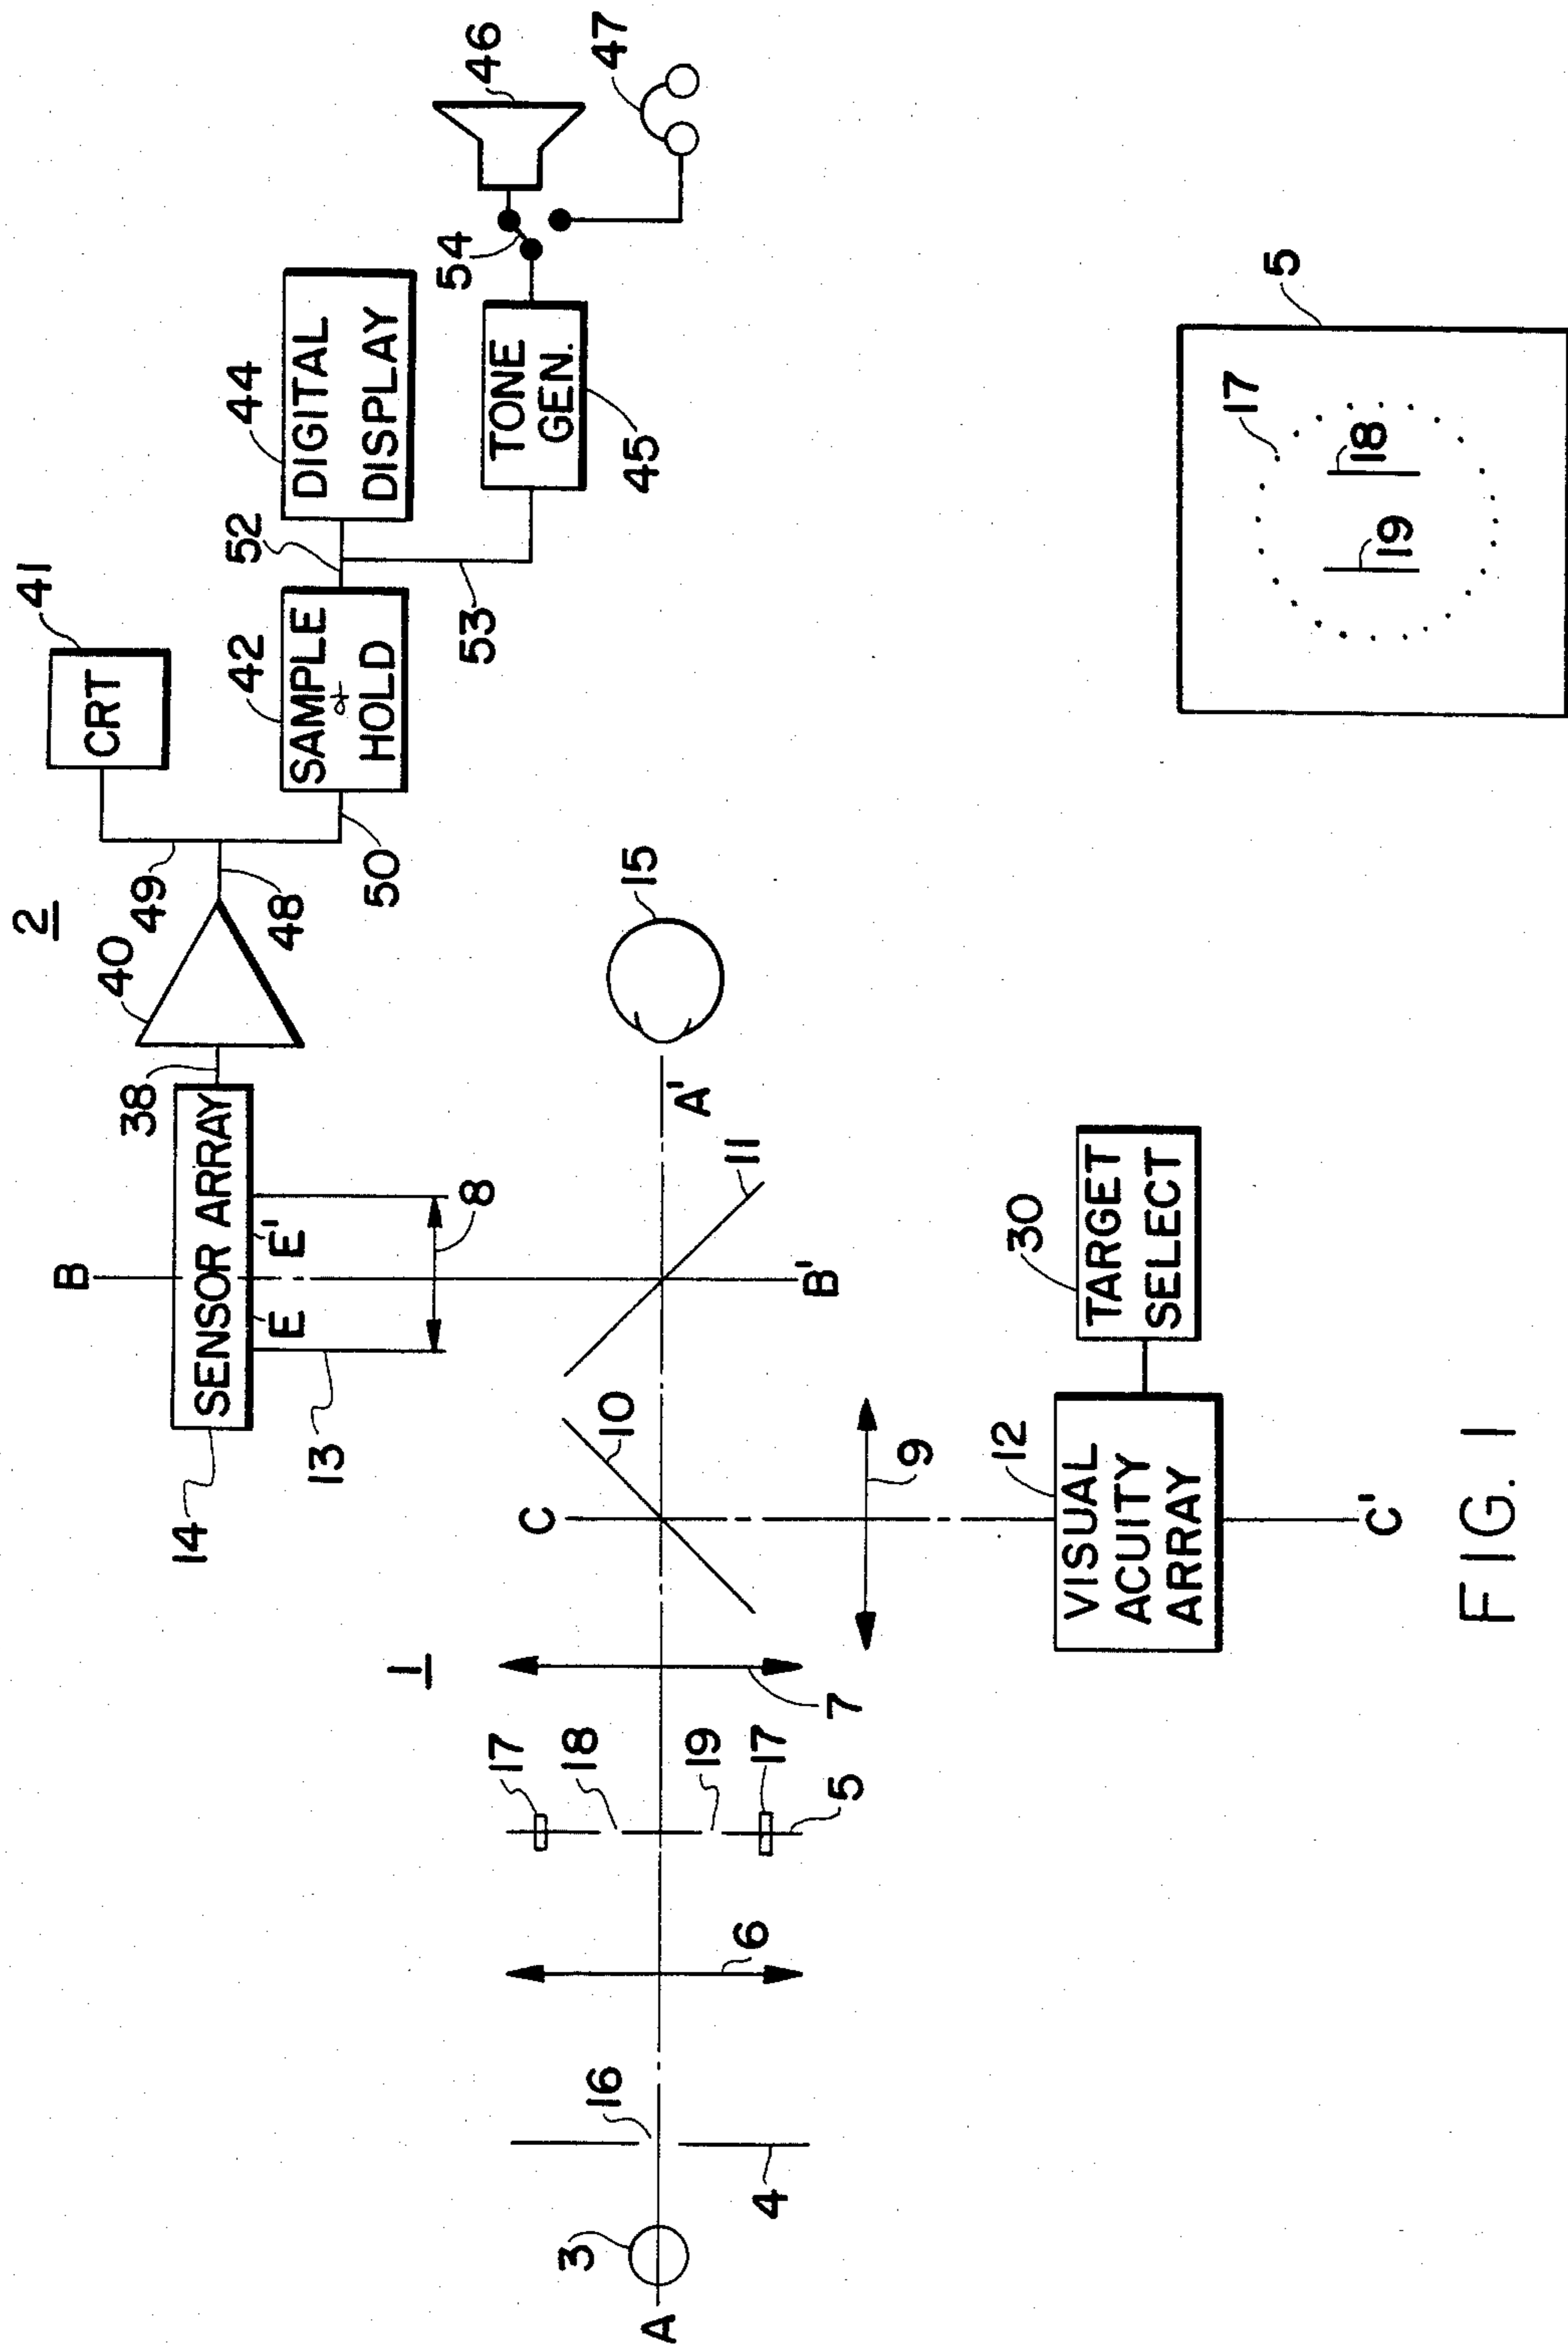 2
41
CRT
40
49
48
42
SAMPLE
&
HOLD
50
52
44
DIGITAL
DISPLAY
53
54
46
47
TONE
GEN.
45
B
38
14
SENSOR ARRAY
E
E'
13
8
15
1
C
10
11
A'
B'
17
18
19
17
5
7
6
16
4
3
A
9
12
VISUAL
ACUITY
ARRAY
30
TARGET
SELECT
C'
5
17
19
18
FIG. 1